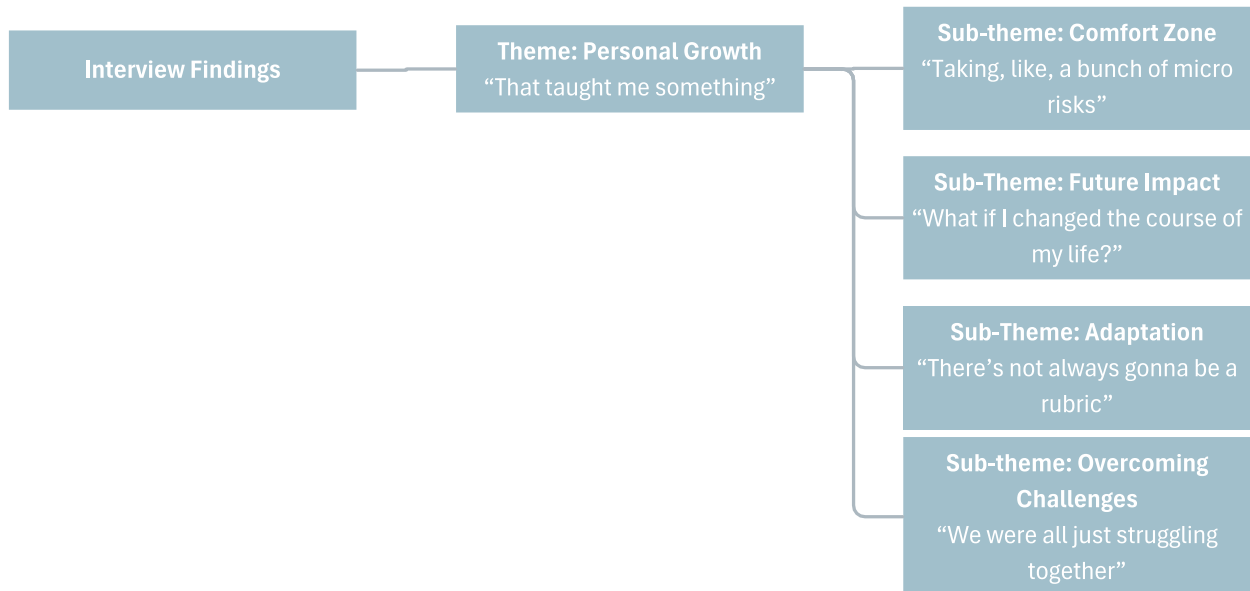 Interview Findings
Theme: Personal Growth
“That taught me something”
Sub-theme: Comfort Zone
“Taking, like, a bunch of micro
risks”
Sub-Theme: Future Impact
“What if I changed the course of
my life?”
Sub-Theme: Adaptation
“There’s not always gonna be a
rubric”
Sub-theme: Overcoming
Challenges
“We were all just struggling
together”